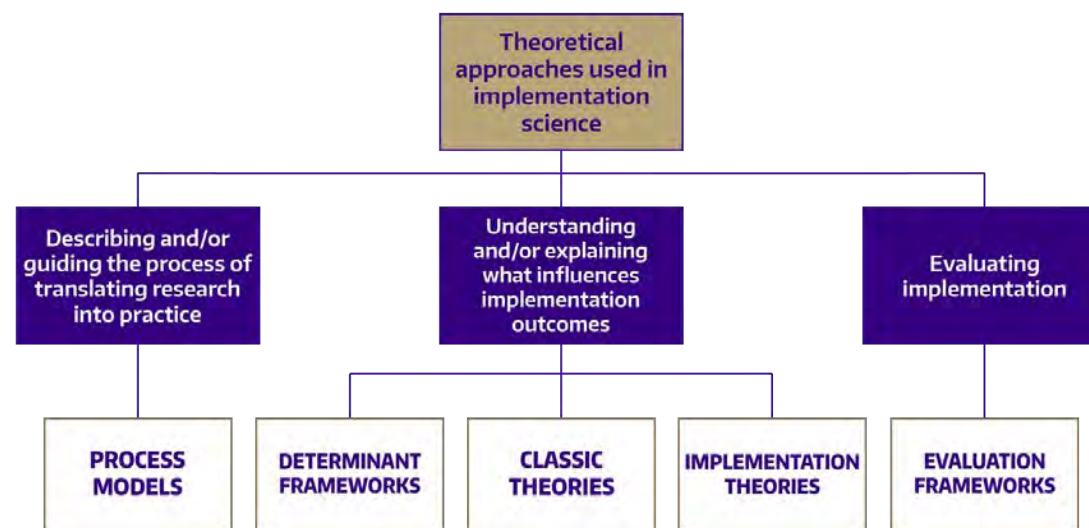 Theoretical
approaches used in
implementation
science
Describing and/or
guiding the process of
translating research
into practice
Understanding
and/or explaining
what influences
implementation
outcomes
Evaluating
implementation
PROCESS
MODELS
DETERMINANT
FRAMEWORKS
CLASSIC
THEORIES
IMPLEMENTATION
THEORIES
EVALUATION
FRAMEWORKS